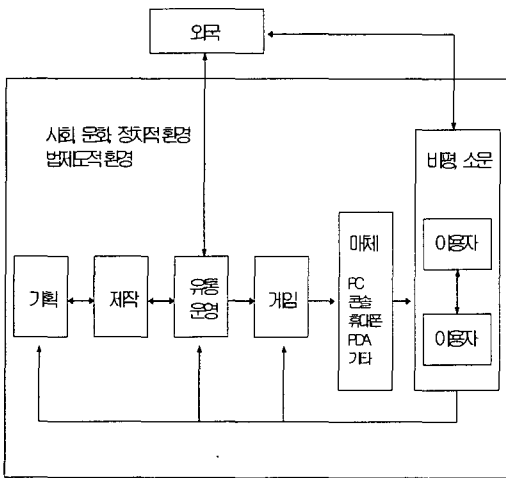 외국
사회, 문화, 정치적 환경
법제도적 환경
비평, 소문
매체
이용자
기획
제작
유통
운영
게임
PC
콘솔
휴대폰
PDA
기타
이용자